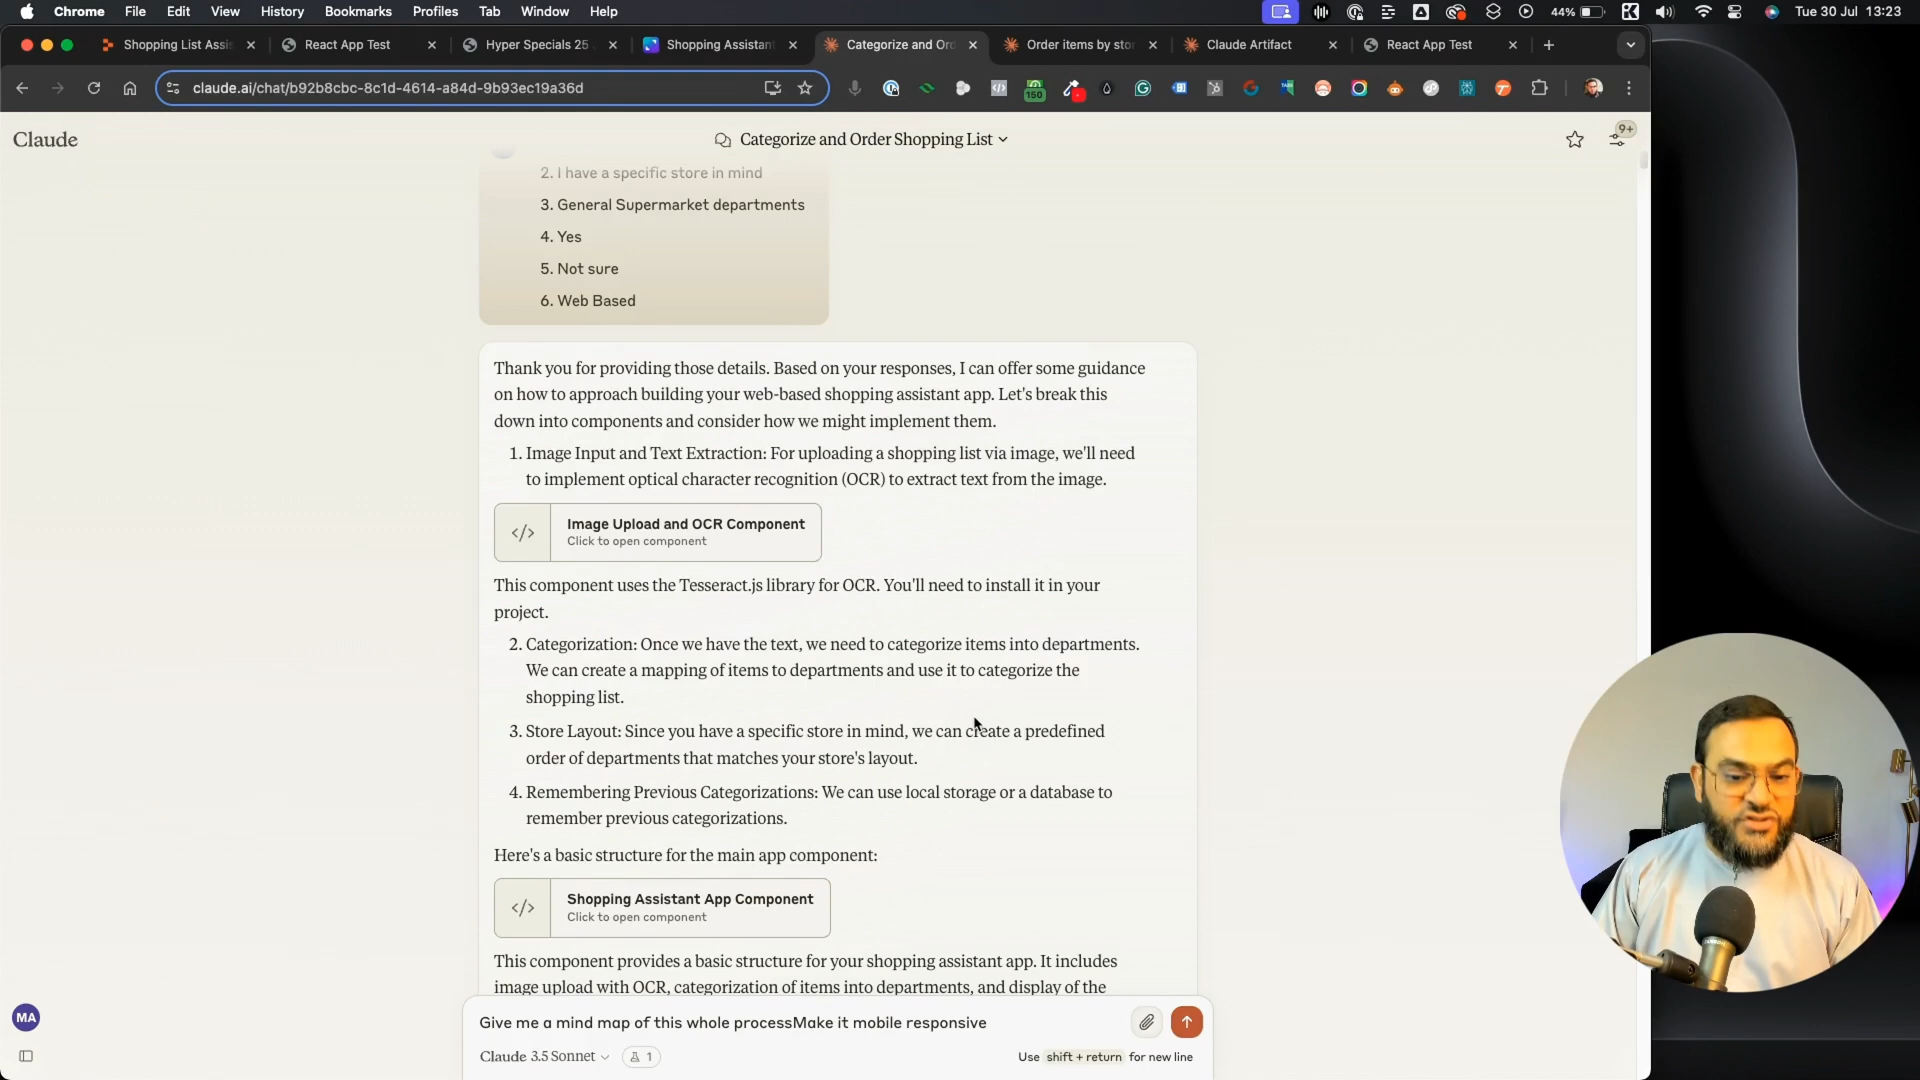 Chrome File Edit View History Bookmarks Profiles Tab Window Help
44% Tue 30 Jul 13:23
Shopping List Assis
React App Test
Hyper Specials 25
Shopping Assistant
Categorize and Ord
Order items by stor
Claude Artifact
React App Test
claude.ai/chat/b92b8cbc-8c1d-4614-a84d-9b93ec19a36d
150
Claude
Categorize and Order Shopping List
9+
2. I have a specific store in mind
3. General Supermarket departments
4. Yes
5. Not sure
6. Web Based
Thank you for providing those details. Based on your responses, I can offer some guidance
on how to approach building your web-based shopping assistant app. Let's break this
down into components and consider how we might implement them.
1. Image Input and Text Extraction: For uploading a shopping list via image, we'll need
to implement optical character recognition (OCR) to extract text from the image.
</>
Image Upload and OCR Component
Click to open component
This component uses the Tesseract.js library for OCR. You'll need to install it in your
project.
2. Categorization: Once we have the text, we need to categorize items into departments.
We can create a mapping of items to departments and use it to categorize the
shopping list.
3. Store Layout: Since you have a specific store in mind, we can create a predefined
order of departments that matches your store's layout.
4. Remembering Previous Categorizations: We can use local storage or a database to
remember previous categorizations.
Here's a basic structure for the main app component:
</>
Shopping Assistant App Component
Click to open component
This component provides a basic structure for your shopping assistant app. It includes
image upload with OCR, categorization of items into departments, and display of the
MA
Give me a mind map of this whole processMake it mobile responsive
Claude 3.5 Sonnet 1
Use shift + return for new line